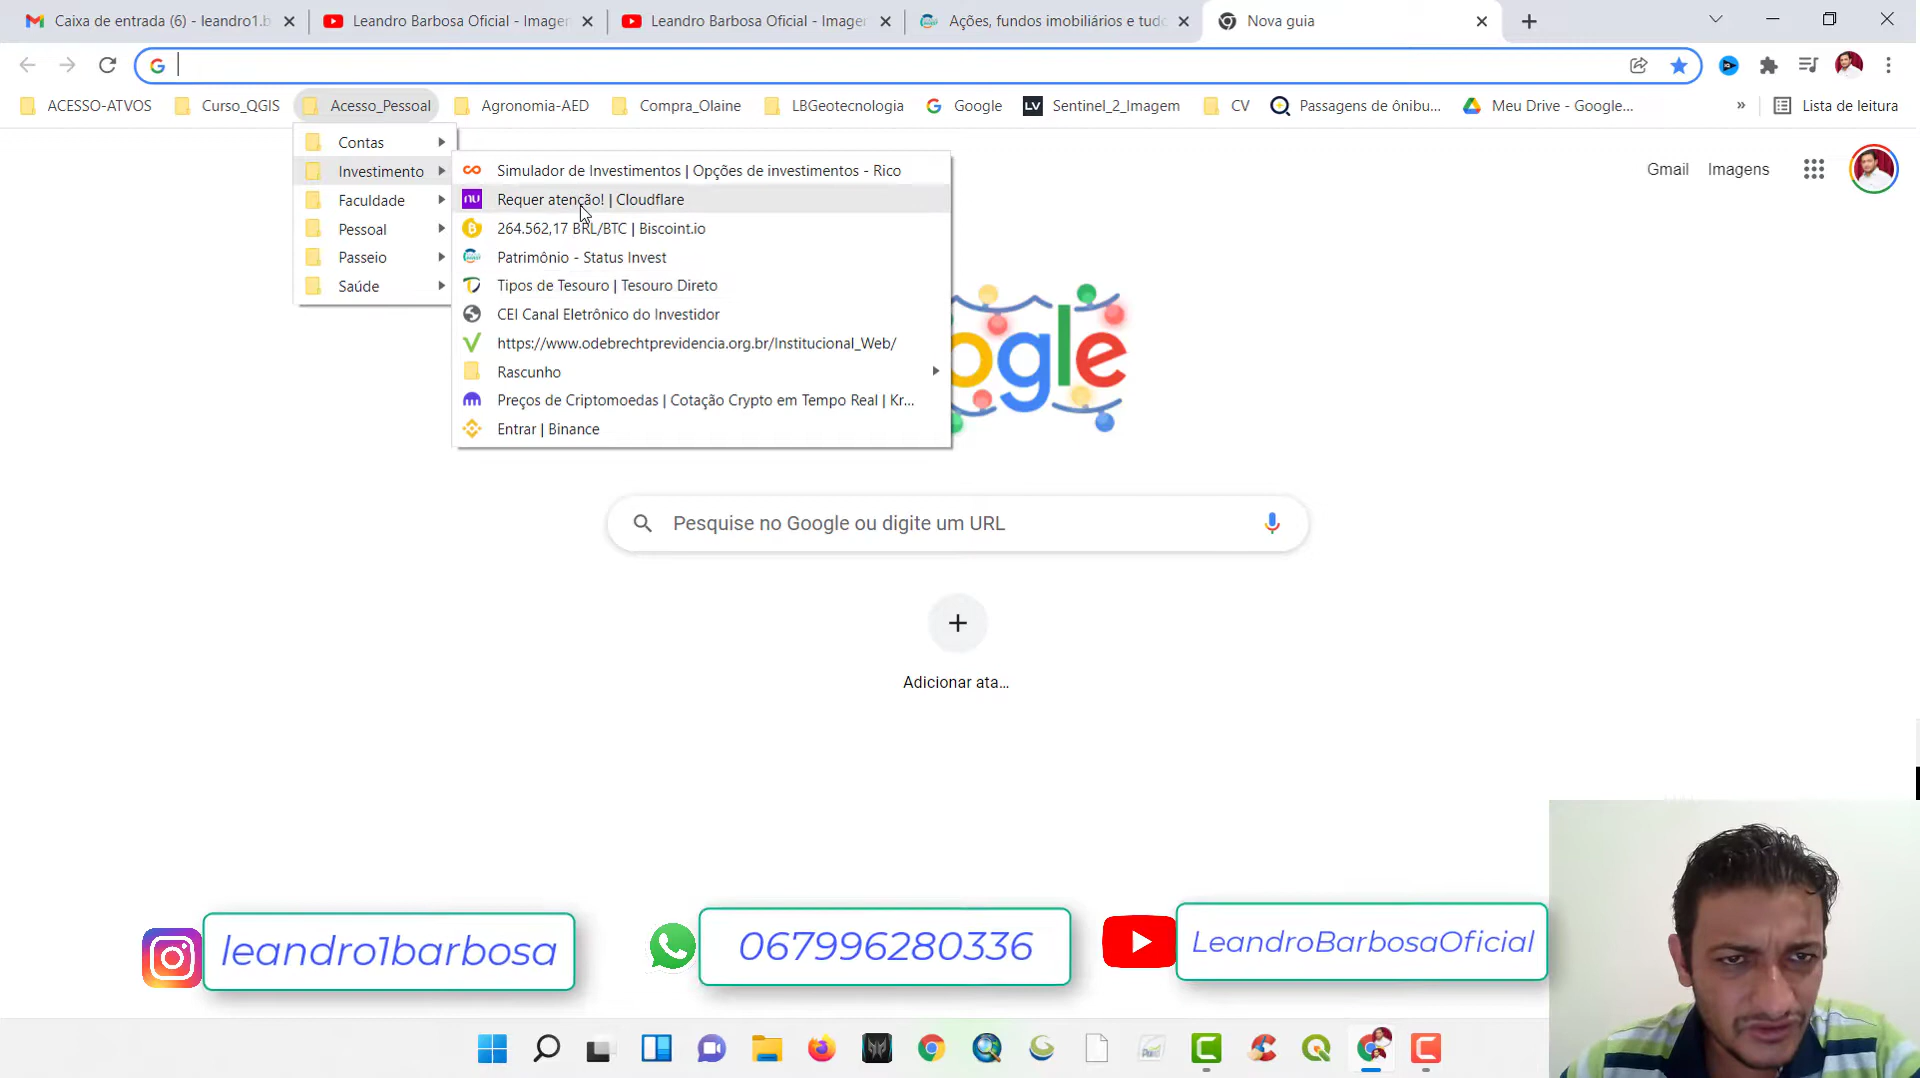 Caixa de entrada (6) - leandro1.b
Leandro Barbosa Oficial - Imagen
Leandro Barbosa Oficial - Imagen
Ações, fundos imobiliários e tudo
Nova guia
ACESSO-ATVOS
Curso_QGIS
Acesso_Pessoal
Agronomia-AED
Compra_Olaine
LBGeotecnologia
Google
LV
Sentinel_2_Imagem
CV
Passagens de ônibu...
Meu Drive - Google...
»
Lista de leitura
Contas
Investimento
Faculdade
Pessoal
Passeio
Saúde
Simulador de Investimentos | Opções de investimentos - Rico
nu Requer atenção! | Cloudflare
264.562,17 BRL/BTC | Biscoint.io
Patrimônio - Status Invest
Tipos de Tesouro | Tesouro Direto
CEI Canal Eletrônico do Investidor
https://www.odebrechtprevidencia.org.br/Institucional_Web/
Rascunho
Preços de Criptomoedas | Cotação Crypto em Tempo Real | Kr...
Entrar | Binance
Gmail
Imagens
ogle
Pesquise no Google ou digite um URL
Adicionar ata...
leandro1barbosa
067996280336
LeandroBarbosaOficial